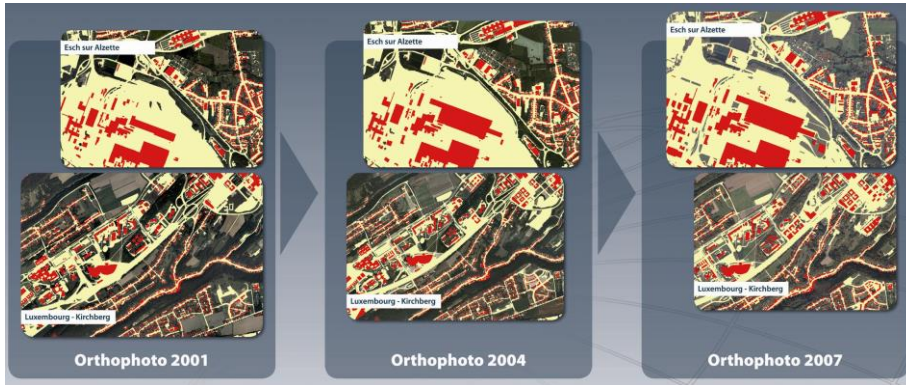 Esch sur Alzette
Esch sur Alzette
Esch sur Alzette
Luxembourg - Kirchberg
Luxembourg - Kirchberg
Luxembourg - Kirchberg
Orthophoto 2001
Orthophoto 2004
Orthophoto 2007